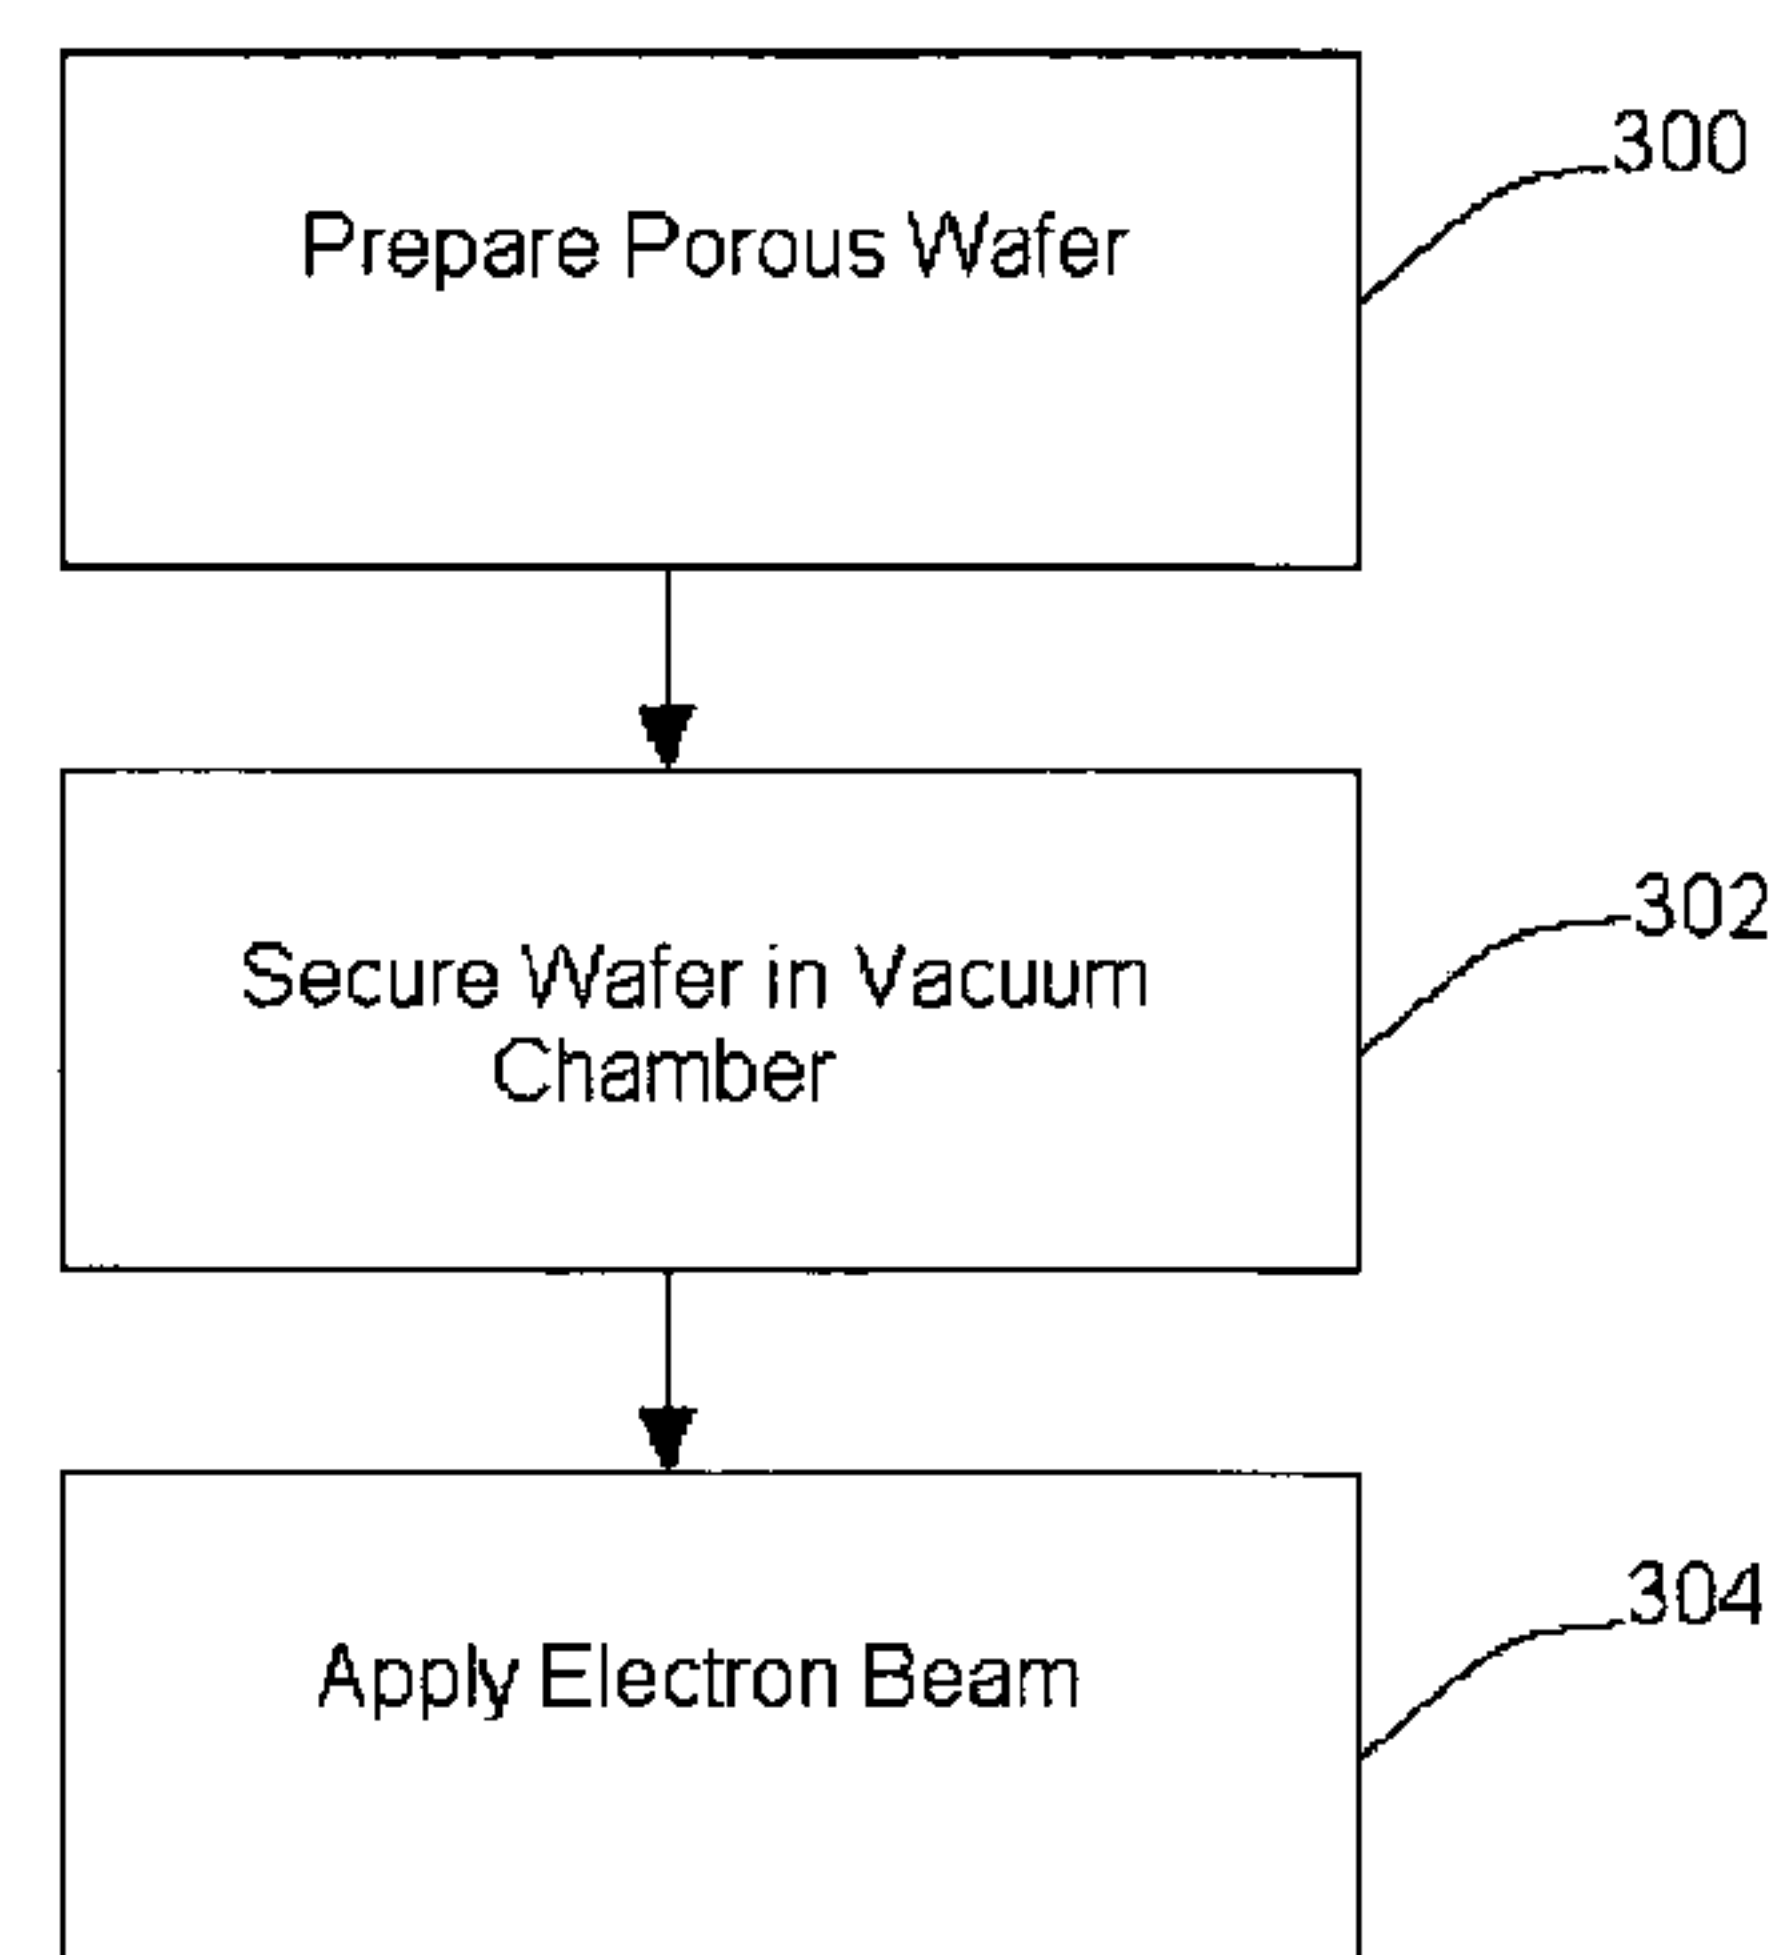 300
Prepare Porous Wafer
302
Secure Wafer in Vacuum
Chamber
304
Apply Electron Beam